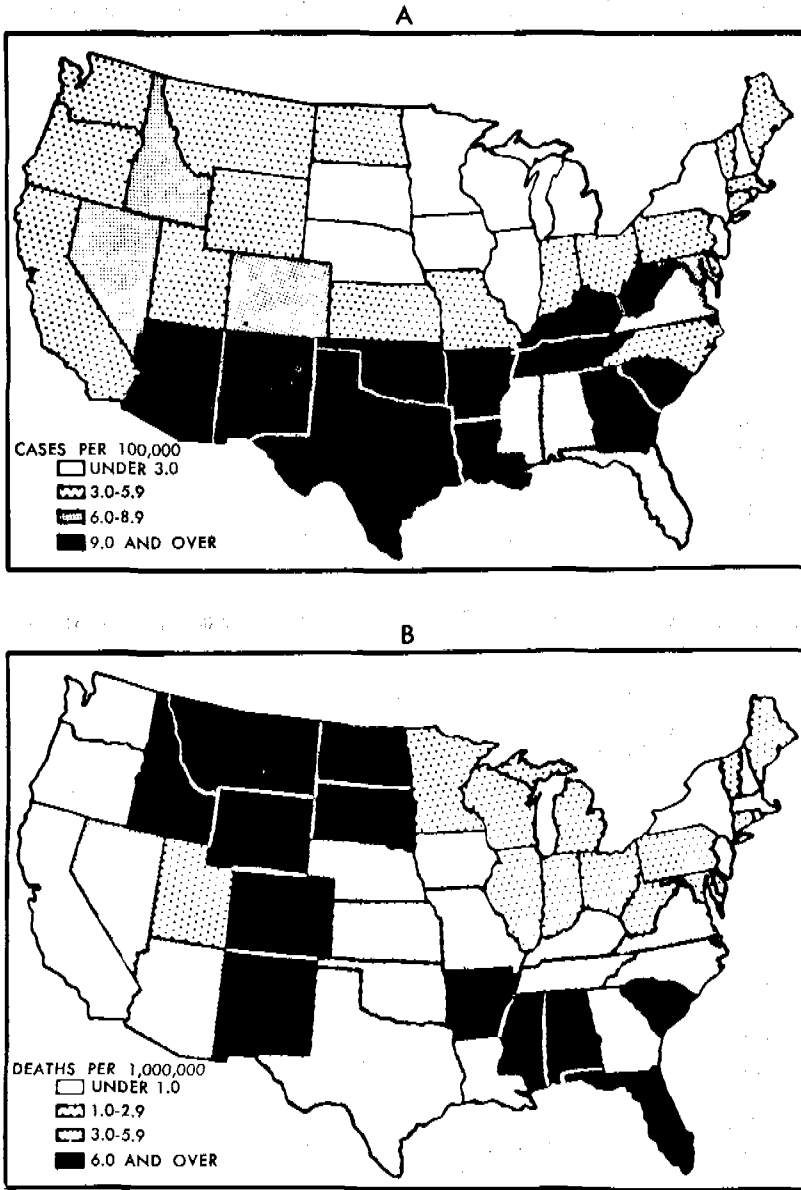 A
CASES PER 100,000
UNDER 3.0
3.0-5.9
6.0-8.9
9.0 AND OVER
B
DEATHS PER 1,000,000
UNDER 1.0
1.0-2.9
3.0-5.9
6.0 AND OVER